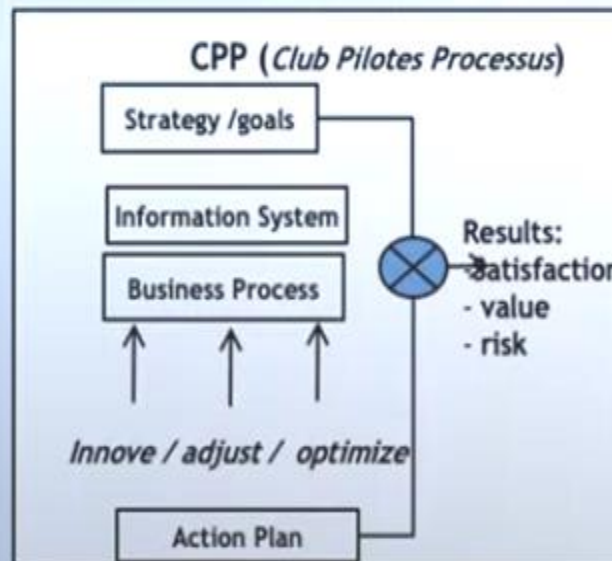 CPP (Club Pilotes Processus)
Strategy /goals
Information System
Business Process
Results:
-Satisfaction
- value
- risk
Innove / adjust / optimize
Action Plan